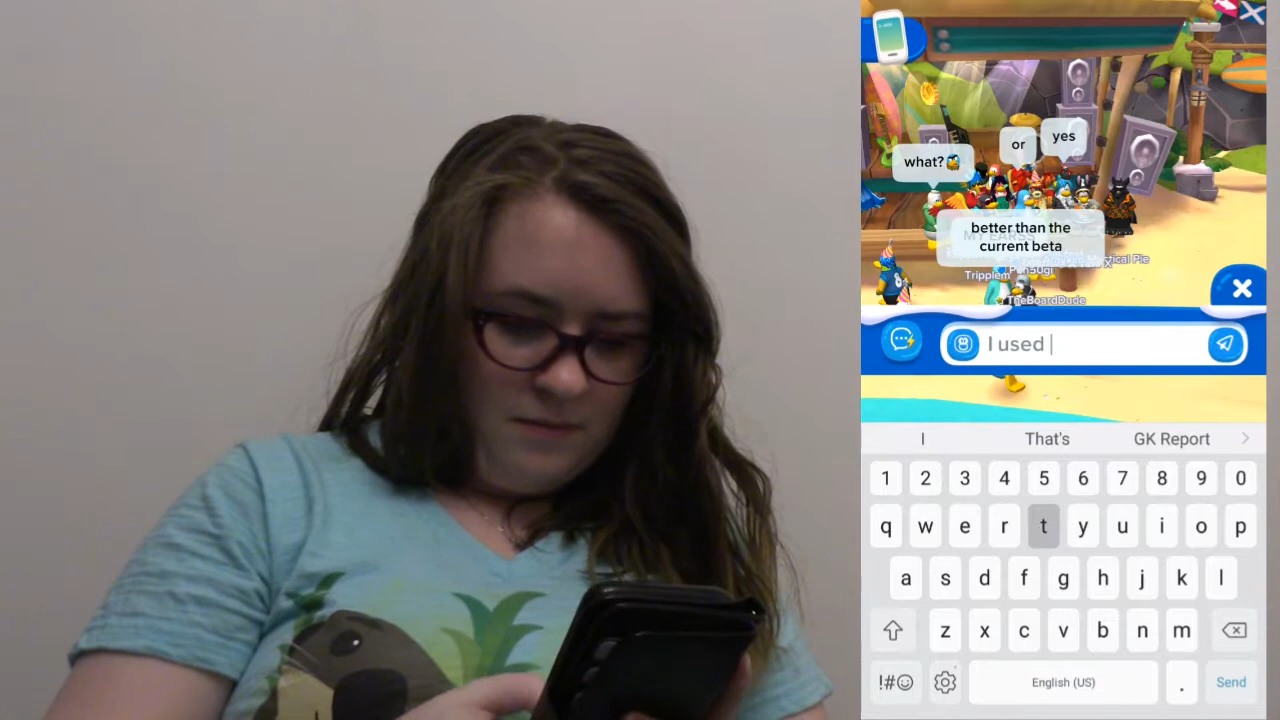 or
yes
what?
better than the
current beta
Tripplem
TheBoardDude
I used
I
That's
GK Report
1 2 3 4 5 6 7 8 9 0
q w e r t y u i o p
a s d f g h j k l
z x c v b n m
!#☺
English (US)
.
Send